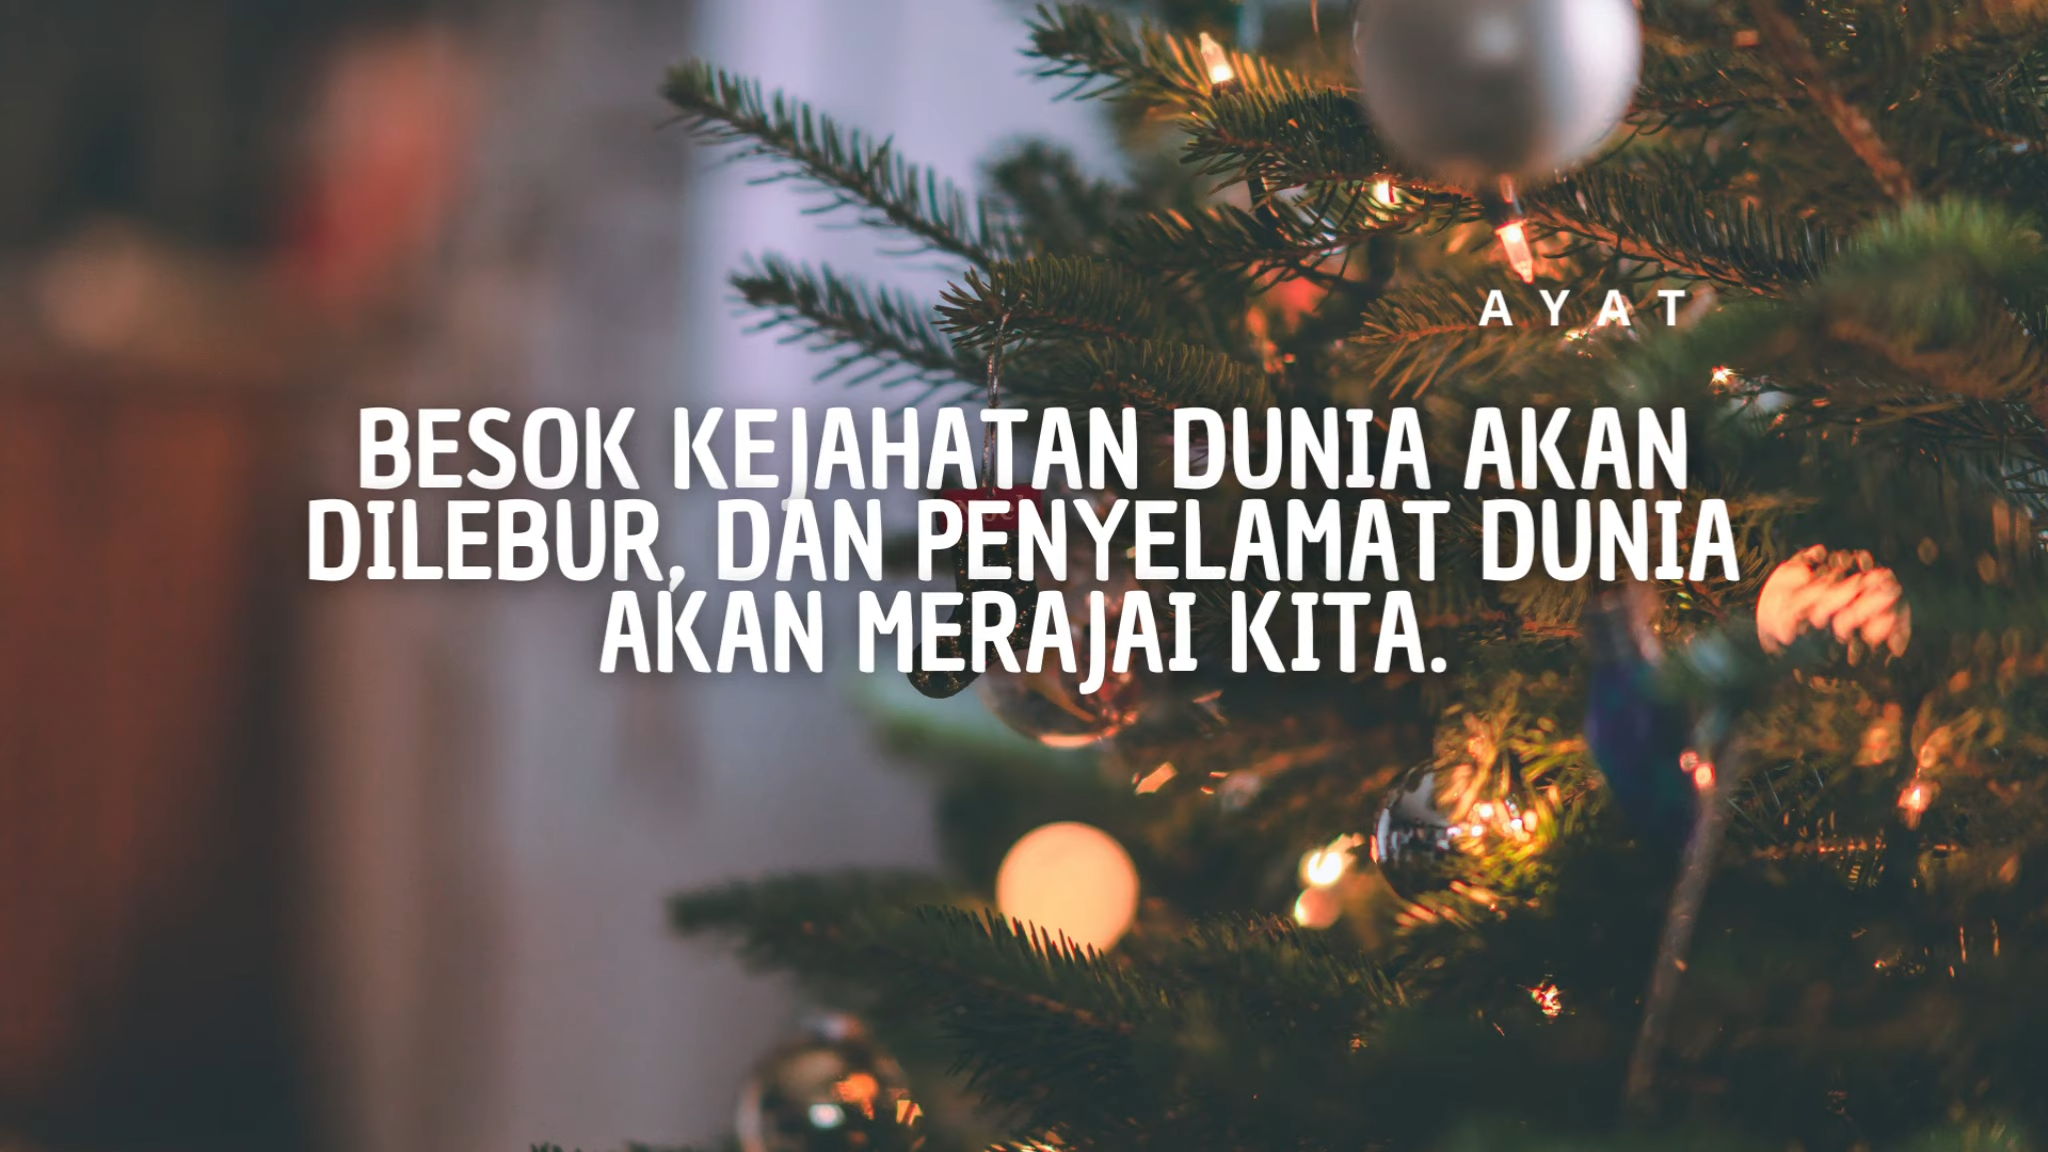 AYAT
BESOK KEJAHATAN DUNIA AKAN
DILEBUR, DAN PENYELAMAT DUNIA
AKAN MERAJAI KITA.